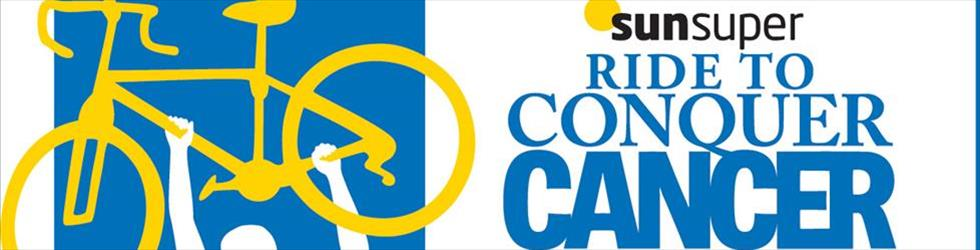 sunsuper
RIDE TO
CONQUER
CANCER